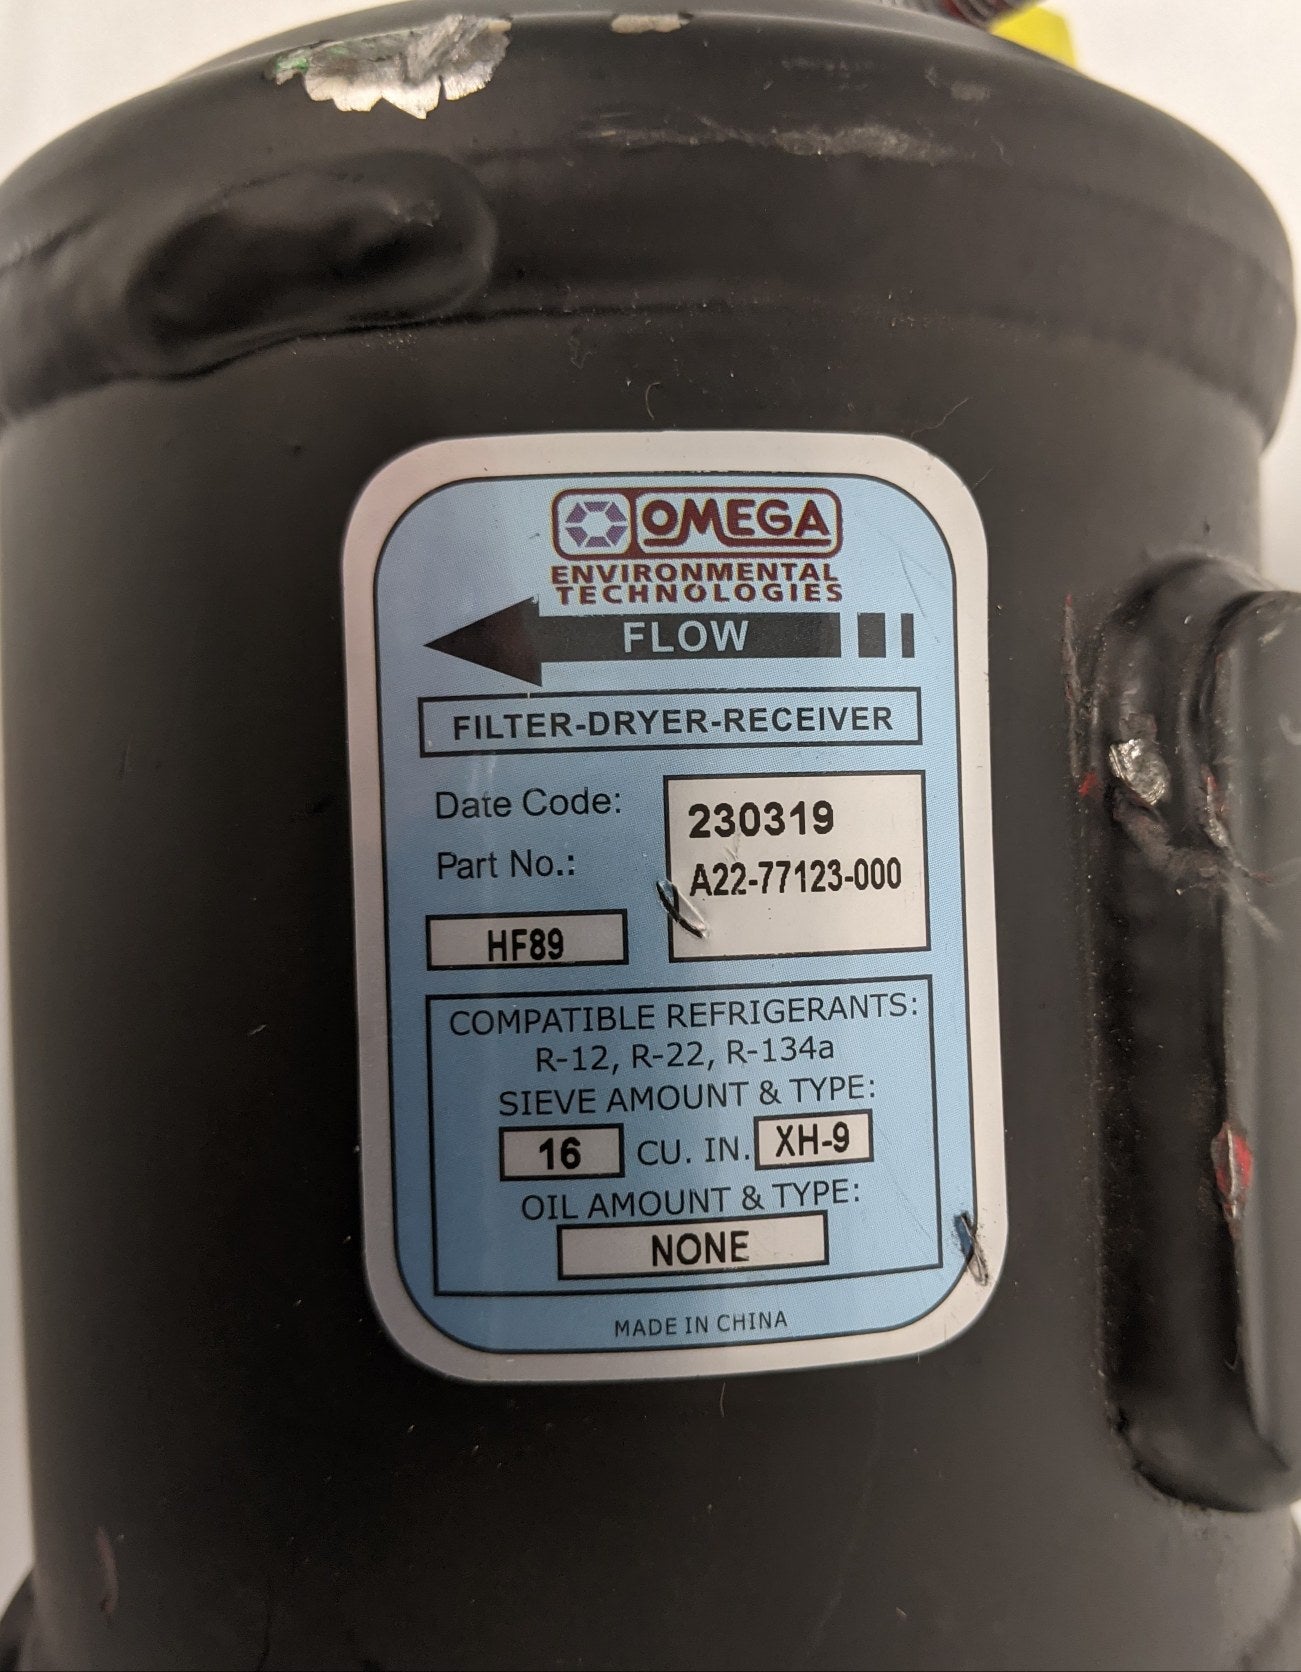 OMEGA
ENVIRONMENTAL
TECHNOLOGIES
FLOW
FILTER-DRYER-RECEIVER
Date Code: 230319
Part No.: A22-77123-000
HF89
COMPATIBLE REFRIGERANTS:
R-12, R-22, R-134a
SIEVE AMOUNT & TYPE:
16 CU. IN. XH-9
OIL AMOUNT & TYPE:
NONE
MADE IN CHINA